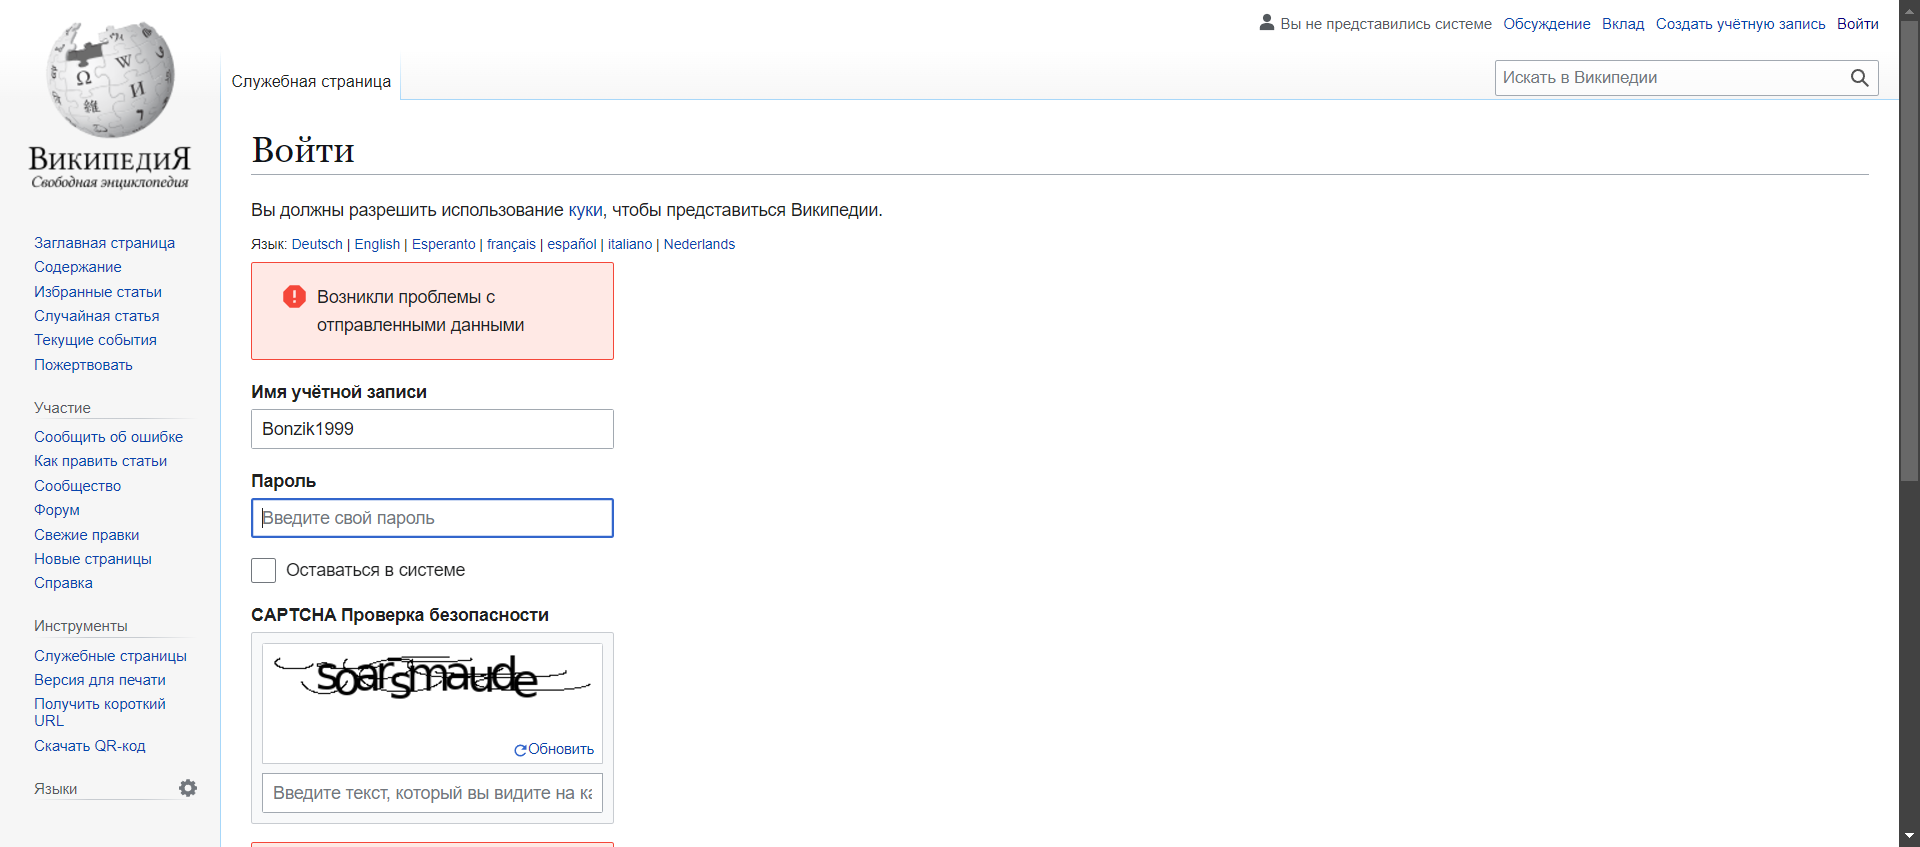 Вы не представились системе Обсуждение Вклад Создать учётную запись Войти
Служебная страница
Искать в Википедии
ВИКИПЕДИЯ
Свободная энциклопедия
Заглавная страница
Содержание
Избранные статьи
Случайная статья
Текущие события
Пожертвовать
Участие
Сообщить об ошибке
Как править статьи
Сообщество
Форум
Свежие правки
Новые страницы
Справка
Инструменты
Служебные страницы
Версия для печати
Получить короткий
URL
Скачать QR-код
Языки
Войти
Вы должны разрешить использование куки, чтобы представиться Википедии.
Язык: Deutsch | English | Esperanto | français | español | italiano | Nederlands
Возникли проблемы с
отправленными данными
Имя учётной записи
Bonzik1999
Пароль
Введите свой пароль
Оставаться в системе
CAPTCHA Проверка безопасности
soarsmaude
Обновить
Введите текст, который вы видите на ка